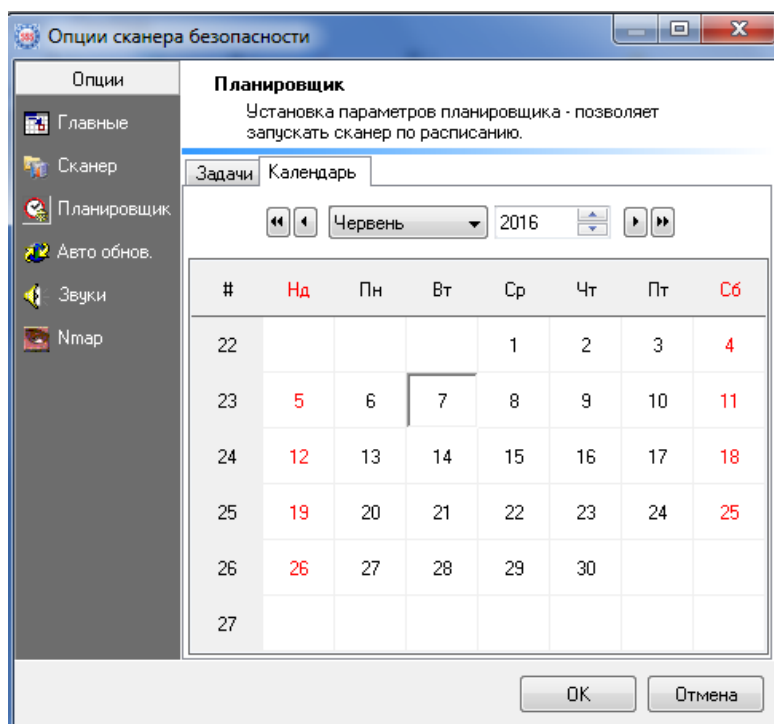 Опции сканера безопасности
Опции
Главные
Сканер
Планировщик
Авто обнов.
Звуки
Nmap
Планировщик
Установка параметров планировщика - позволяет
запускать сканер по расписанию.
Задачи Календарь
Червень 2016
# Нд Пн Вт Ср Чт Пт Сб
22 1 2 3 4
23 5 6 7 8 9 10 11
24 12 13 14 15 16 17 18
25 19 20 21 22 23 24 25
26 26 27 28 29 30
27
OK Отмена